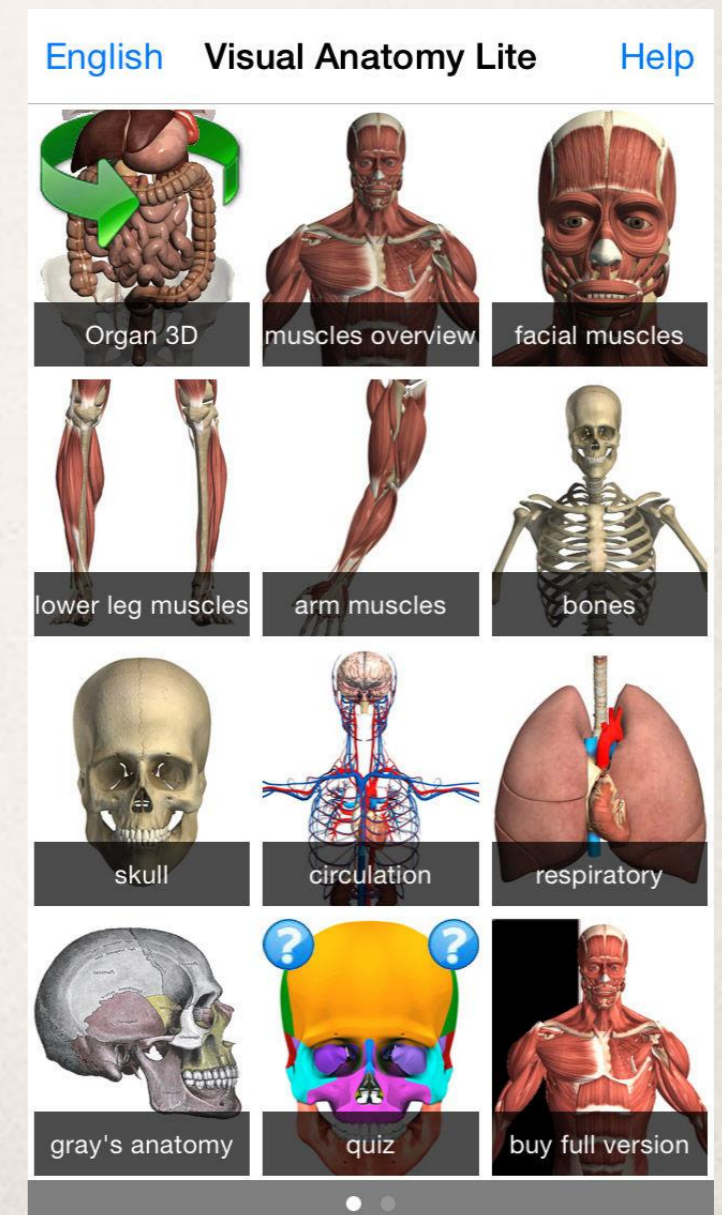 English Visual Anatomy Lite Help
Organ 3D
muscles overview
facial muscles
lower leg muscles
arm muscles
bones
skull
circulation
respiratory
gray's anatomy
quiz
buy full version
? ?